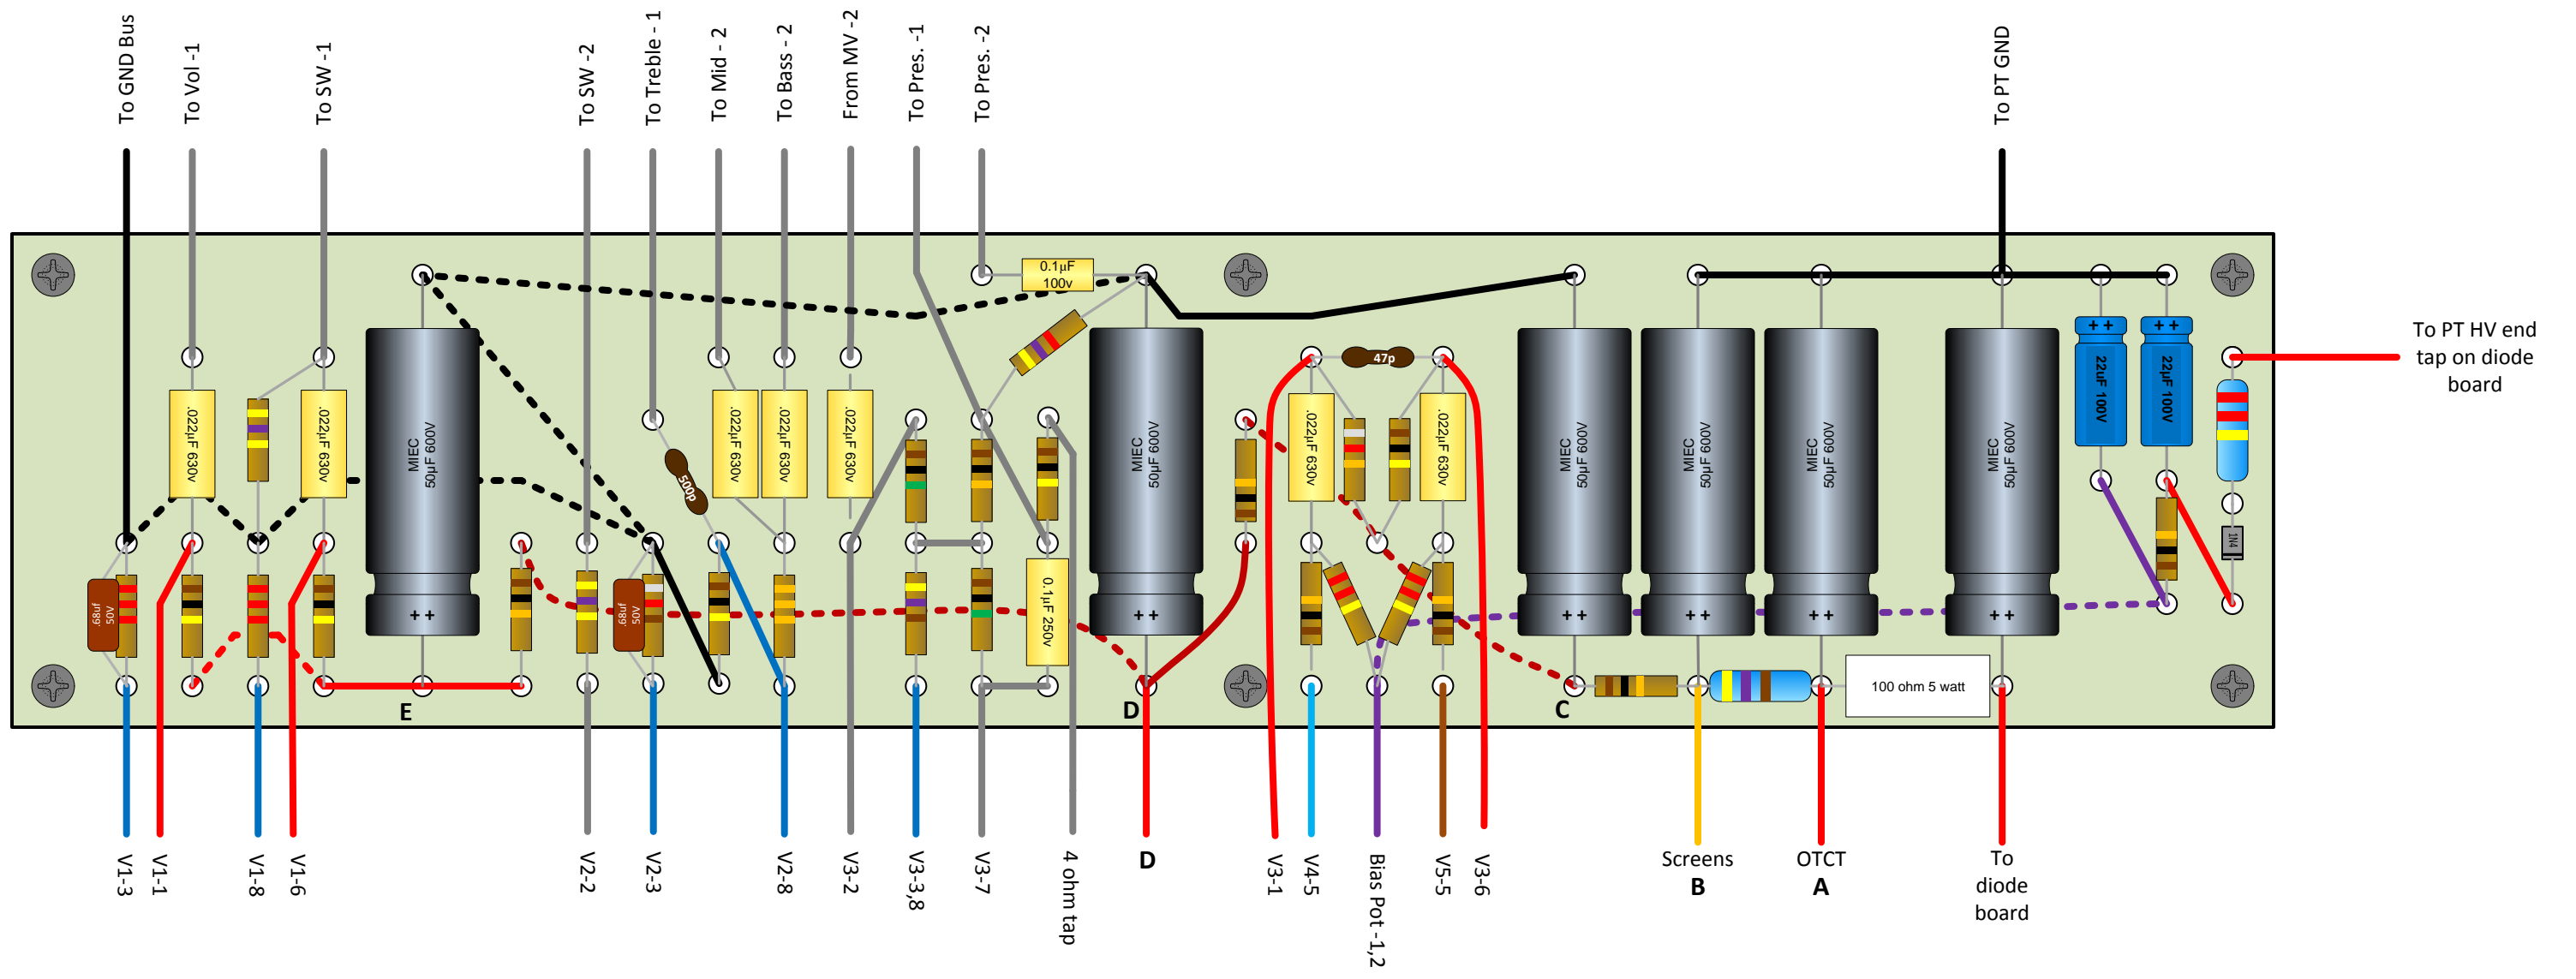 To GND Bus
To Vol -1
To SW -1
To SW -2
To Treble - 1
To Mid - 2
To Bass - 2
From MV -2
To Pres. -1
To Pres. -2
To PT GND
0.1µF
100v
To PT HV end
tap on diode
board
.022µF 630v
.022µF 630v
MIEC
50µF 600V
500p
.022µF 630v
.022µF 630v
.022µF 630v
MIEC
50µF 600V
47p
.022µF 630v
.022µF 630v
MIEC
50µF 600V
MIEC
50µF 600V
MIEC
50µF 600V
MIEC
50µF 600V
++
22uF 100V
++
22µF 100V
1N4
.68uf
50V
++
.68uf
50V
0.1µF 250v
++
++
++
++
++
100 ohm 5 watt
E
D
C
V1-3
V1-1
V1-8
V1-6
V2-2
V2-3
V2-8
V3-2
V3-3,8
V3-7
4 ohm tap
D
V3-1
V4-5
Bias Pot -1,2
V5-5
V3-6
Screens
B
OTCT
A
To
diode
board